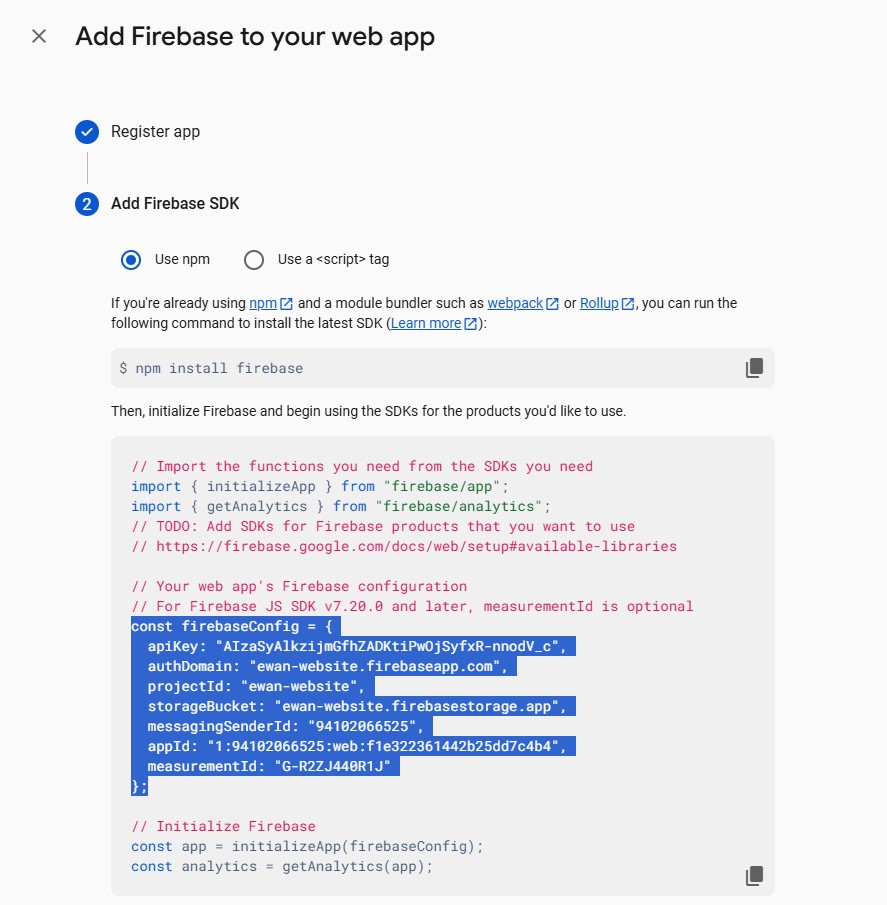 Add Firebase to your web app
Register app
2 Add Firebase SDK
Use npm Use a <script> tag
If you're already using npm and a module bundler such as webpack or Rollup, you can run the
following command to install the latest SDK (Learn more):
$ npm install firebase
Then, initialize Firebase and begin using the SDKs for the products you'd like to use.
// Import the functions you need from the SDKs you need
import { initializeApp } from "firebase/app";
import { getAnalytics } from "firebase/analytics";
// TODO: Add SDKs for Firebase products that you want to use
// https://firebase.google.com/docs/web/setup#available-libraries
// Your web app's Firebase configuration
// For Firebase JS SDK v7.20.0 and later, measurementId is optional
const firebaseConfig = {
  apiKey: "AIzaSyAlkzijmGfhZADKtiPwOjSyfxR-nnodV_c",
  authDomain: "ewan-website.firebaseapp.com",
  projectId: "ewan-website",
  storageBucket: "ewan-website.firebasestorage.app",
  messagingSenderId: "94102066525",
  appId: "1:94102066525:web:f1e322361442b25dd7c4b4",
  measurementId: "G-R2ZJ440R1J"
};
// Initialize Firebase
const app = initializeApp(firebaseConfig);
const analytics = getAnalytics(app);